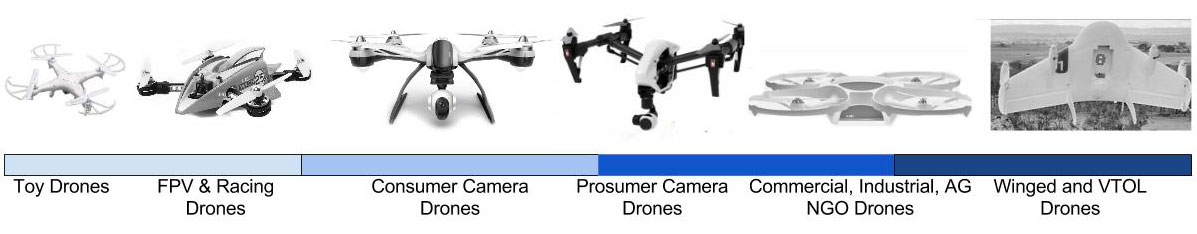 Toy Drones
FPV & Racing
Drones
Consumer Camera
Drones
Prosumer Camera
Drones
Commercial, Industrial, AG
NGO Drones
Winged and VTOL
Drones